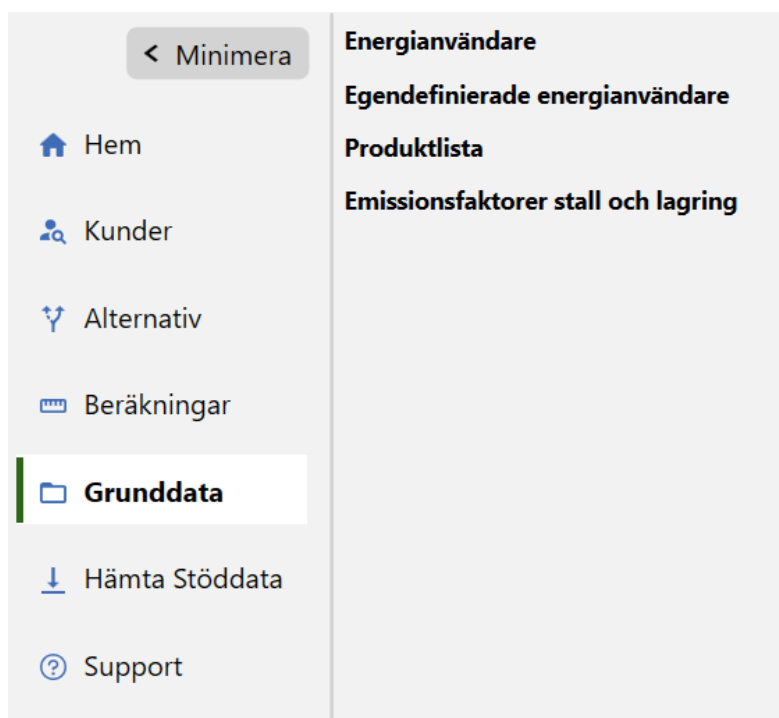 Minimera
Hem
Kunder
Alternativ
Beräkningar
Grunddata
Hämta Stöddata
Support
Energianvändare
Egendefinierade energianvändare
Produktlista
Emissionsfaktorer stall och lagring